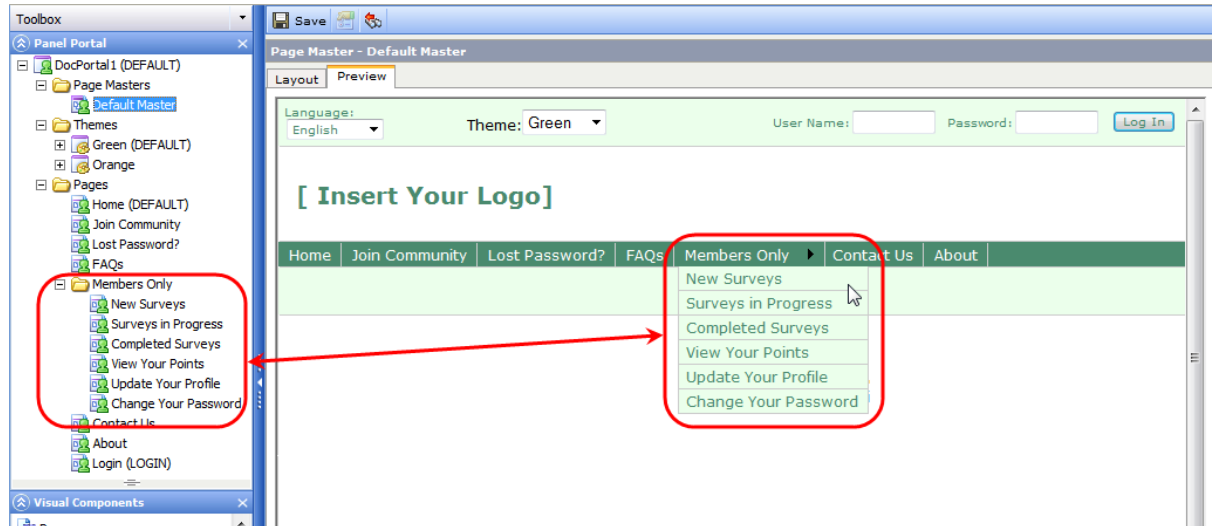 Toolbox
Panel Portal
DocPortal1 (DEFAULT)
Page Masters
Default Master
Themes
Green (DEFAULT)
Orange
Pages
Home (DEFAULT)
Join Community
Lost Password?
FAQs
Members Only
New Surveys
Surveys in Progress
Completed Surveys
View Your Points
Update Your Profile
Change Your Password
Contact Us
About
Login (LOGIN)
Visual Components
Save
Page Master - Default Master
Layout Preview
Language:
English
Theme: Green
User Name: Password: Log In
[ Insert Your Logo]
Home Join Community Lost Password? FAQs Members Only Contact Us About
New Surveys
Surveys in Progress
Completed Surveys
View Your Points
Update Your Profile
Change Your Password